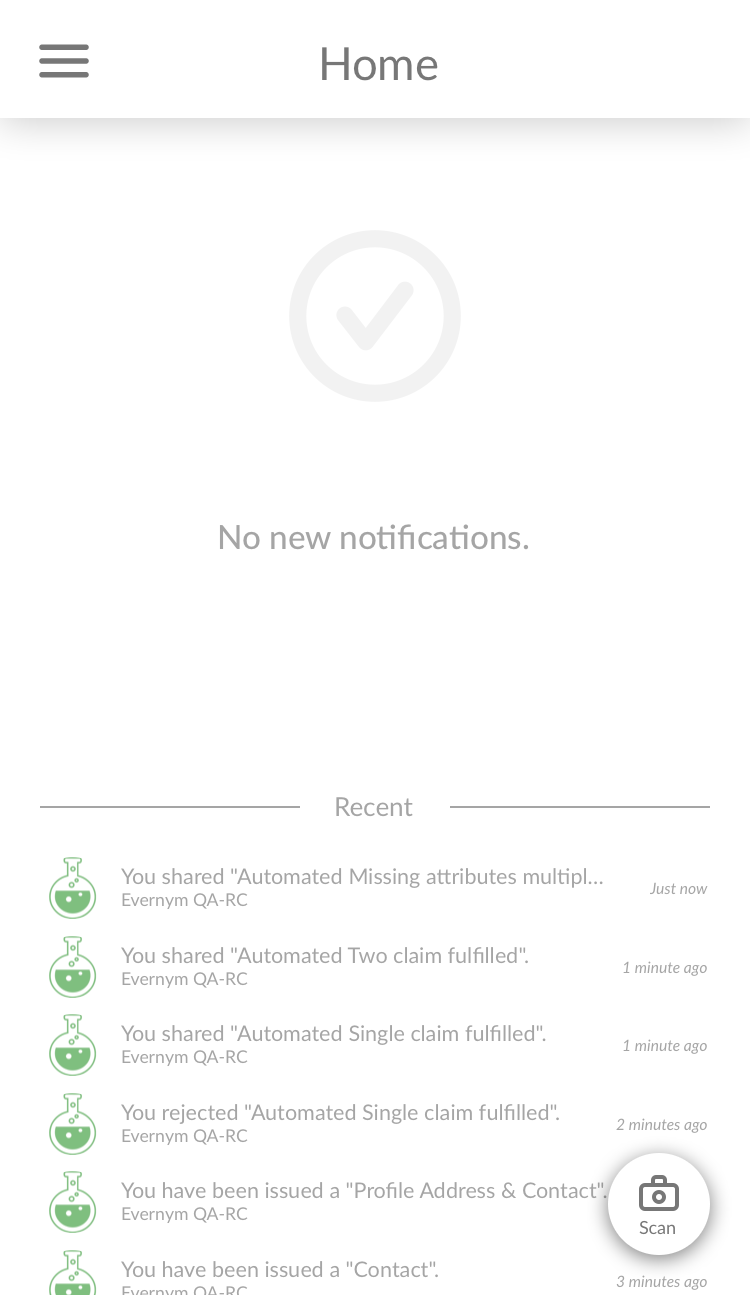 Home
No new notifications.
Recent
You shared "Automated Missing attributes multipl...
Evernym QA-RC
Just now
You shared "Automated Two claim fulfilled".
Evernym QA-RC
1 minute ago
You shared "Automated Single claim fulfilled".
Evernym QA-RC
1 minute ago
You rejected "Automated Single claim fulfilled".
Evernym QA-RC
2 minutes ago
You have been issued a "Profile Address & Contact".
Evernym QA-RC
Scan
You have been issued a "Contact".
Evernym QA-RC
3 minutes ago